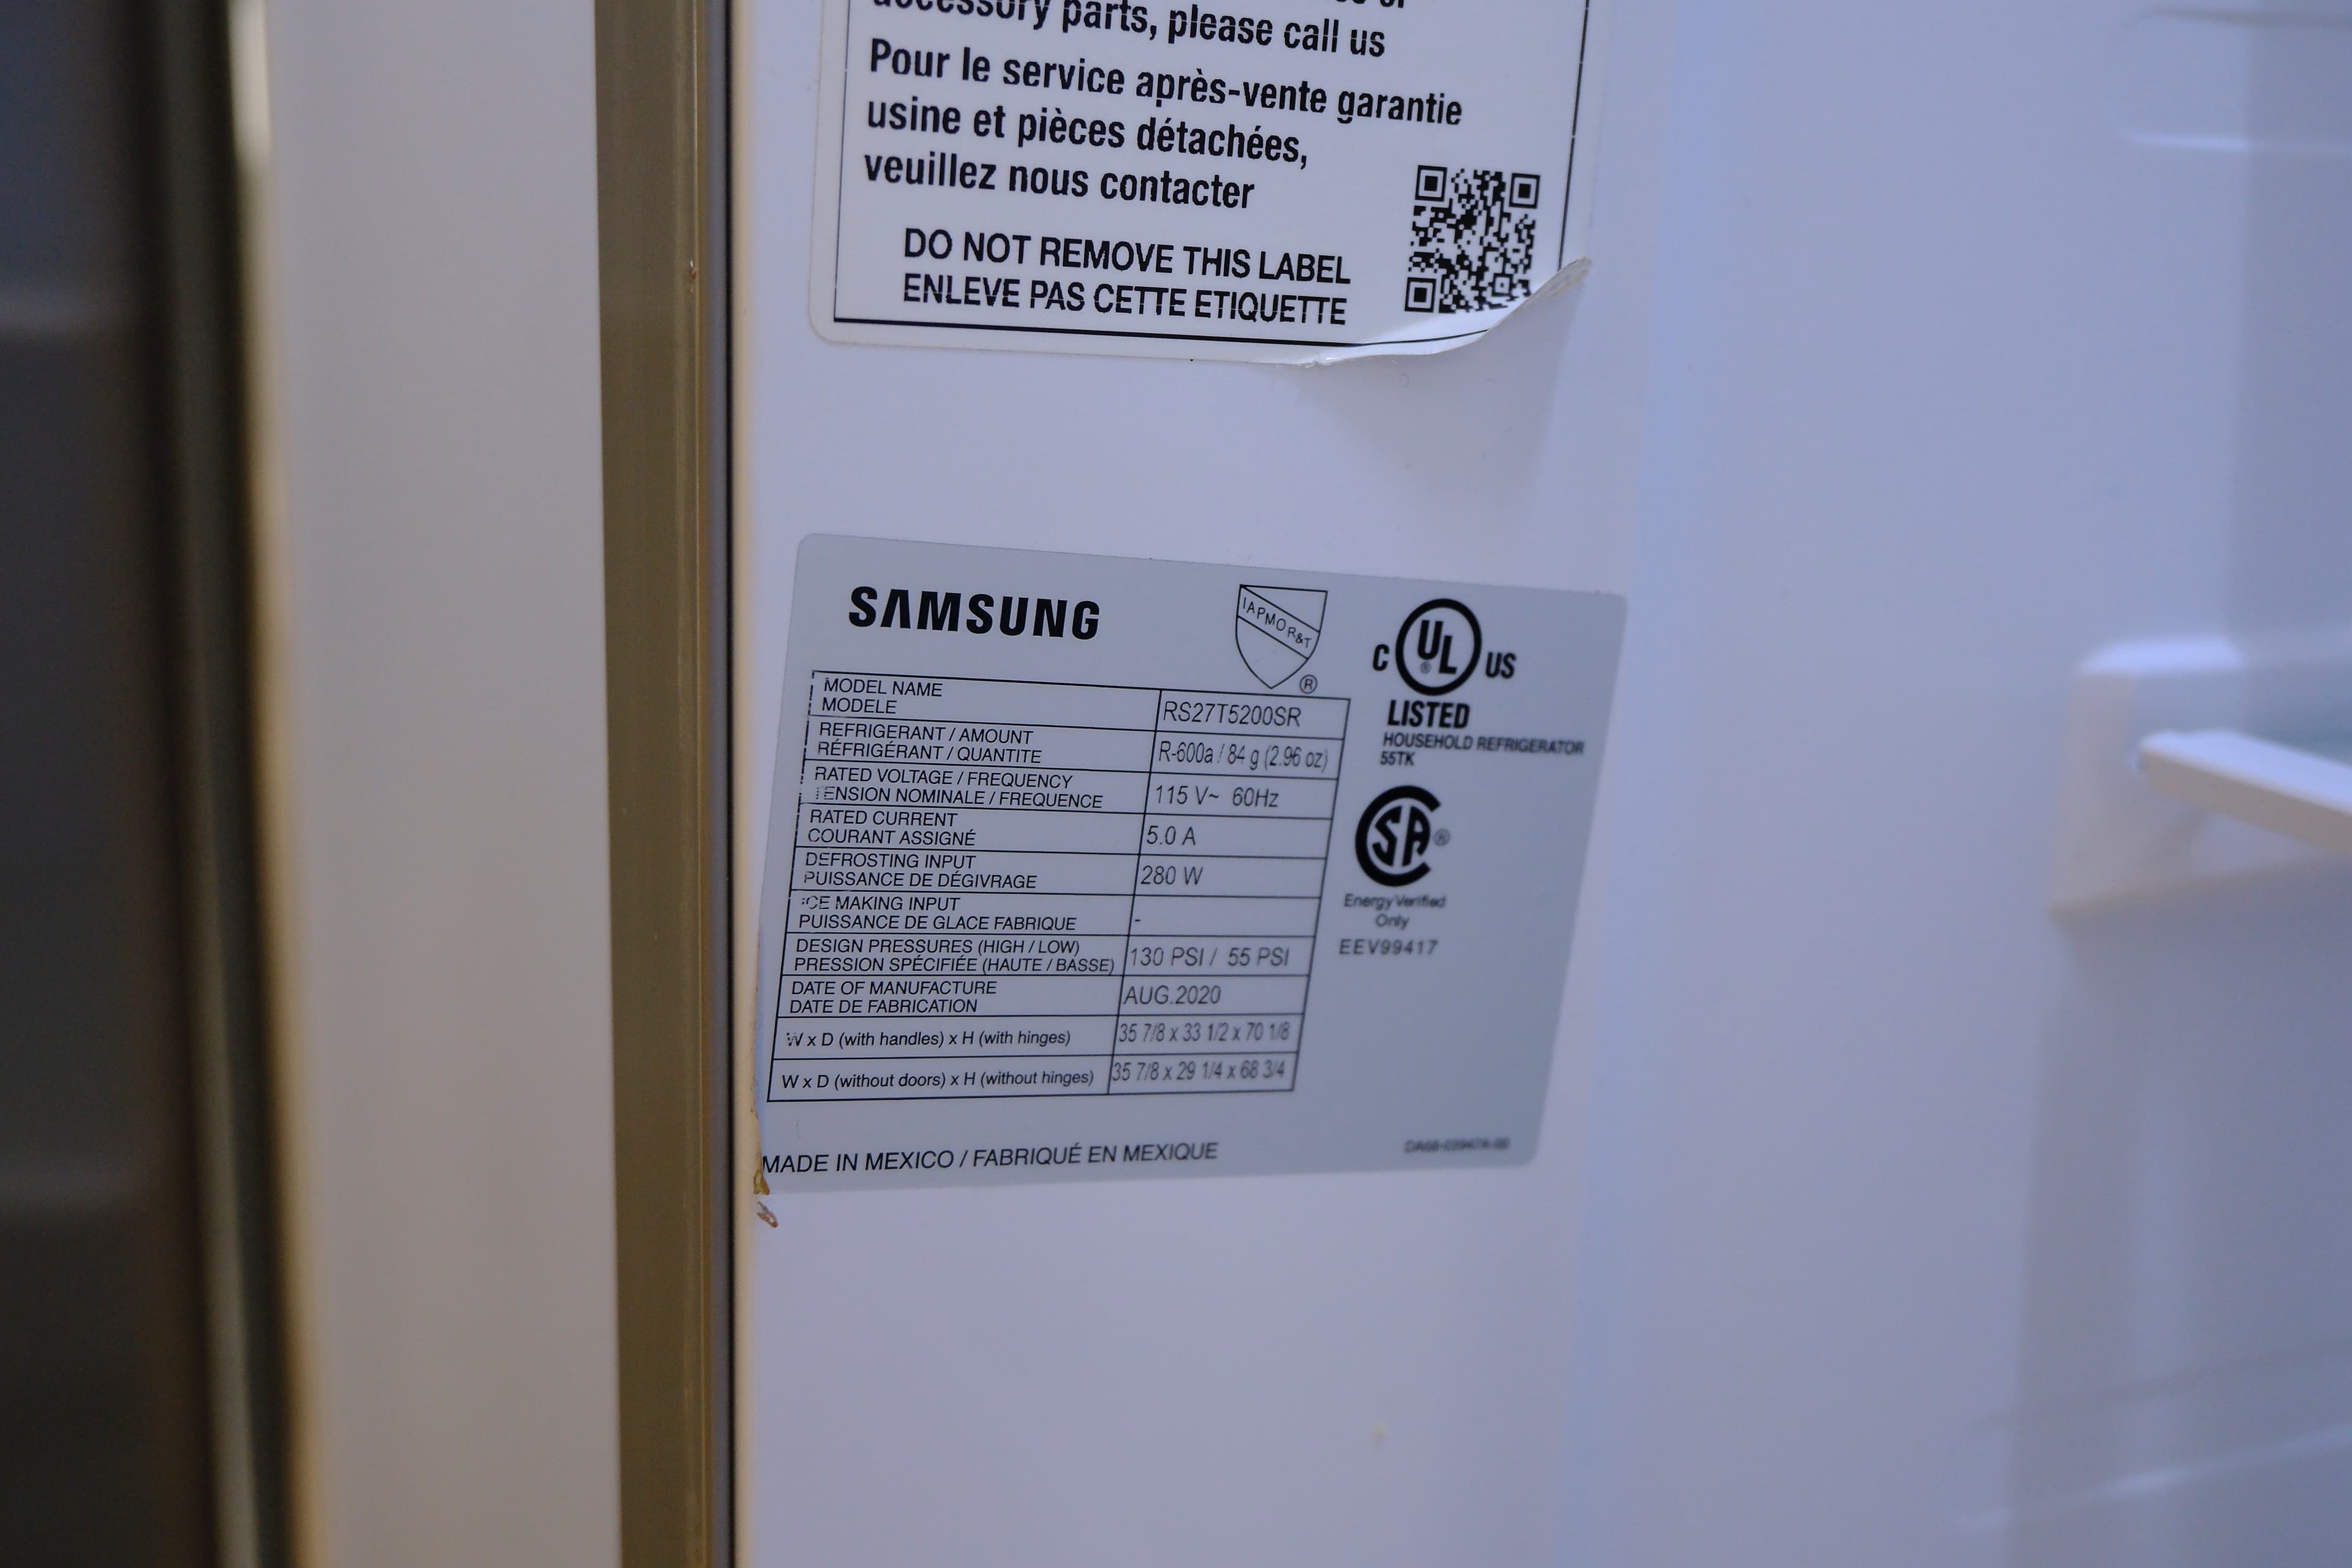 accessory parts, please call us
Pour le service après-vente garantie
usine et pièces détachées,
veuillez nous contacter
DO NOT REMOVE THIS LABEL
ENLEVE PAS CETTE ETIQUETTE
SAMSUNG
IAPMO R&T
®
C UL® US
LISTED
HOUSEHOLD REFRIGERATOR
55TK
SA®
Energy Verified
Only
EEV99417
MODEL NAME
MODELE
RS27T5200SR
REFRIGERANT / AMOUNT
RÉFRIGÉRANT / QUANTITE
R-600a / 84 g (2.96 oz)
RATED VOLTAGE / FREQUENCY
TENSION NOMINALE / FREQUENCE
115 V~ 60Hz
RATED CURRENT
COURANT ASSIGNÉ
5.0 A
DEFROSTING INPUT
PUISSANCE DE DÉGIVRAGE
280 W
ICE MAKING INPUT
PUISSANCE DE GLACE FABRIQUE
-
DESIGN PRESSURES (HIGH / LOW)
PRESSION SPÉCIFIÉE (HAUTE / BASSE)
130 PSI / 55 PSI
DATE OF MANUFACTURE
DATE DE FABRICATION
AUG.2020
W x D (with handles) x H (with hinges)
35 7/8 x 33 1/2 x 70 1/8
W x D (without doors) x H (without hinges)
35 7/8 x 29 1/4 x 68 3/4
MADE IN MEXICO / FABRIQUÉ EN MEXIQUE